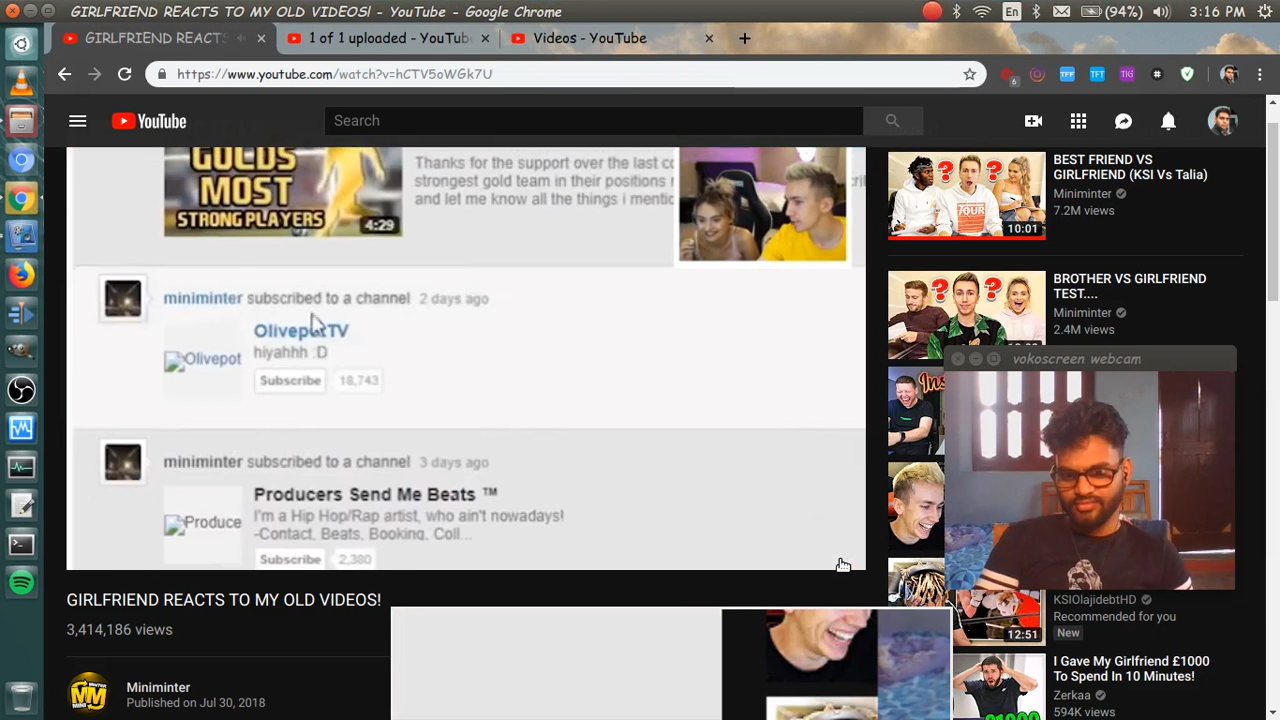 GIRLFRIEND REACTS TO MY OLD VIDEOS! - YouTube - Google Chrome
En
(94%)
3:16 PM
GIRLFRIEND REACTS
1 of 1 uploaded - YouTub
Videos - YouTube
https://www.youtube.com/watch?v=hCTV5oWGk7U
6
TFF
TFT
TIG
YouTube
Search
GOLDS
MOST
STRONG PLAYERS
4:29
Thanks for the support over the last cc
strongest gold team in their positions r
and let me know all the things i mentic
miniminter subscribed to a channel 2 days ago
OlivepotTV
hiyahhh :D
Olivepot
Subscribe 18,743
miniminter subscribed to a channel 3 days ago
Producers Send Me Beats ™
I'm a Hip Hop/Rap artist, who ain't nowadays!
-Contact, Beats, Booking, Coll...
Produce
Subscribe 2,380
GIRLFRIEND REACTS TO MY OLD VIDEOS!
3,414,186 views
MM
Miniminter
Published on Jul 30, 2018
TOUR
10:01
BEST FRIEND VS
GIRLFRIEND (KSI Vs Talia)
Miniminter
7.2M views
BROTHER VS GIRLFRIEND
TEST....
Miniminter
2.4M views
vokoscreen webcam
Ins
12:51
KSIOlajidebtHD
Recommended for you
New
I Gave My Girlfriend £1000
To Spend In 10 Minutes!
Zerkaa
594K views
£1000